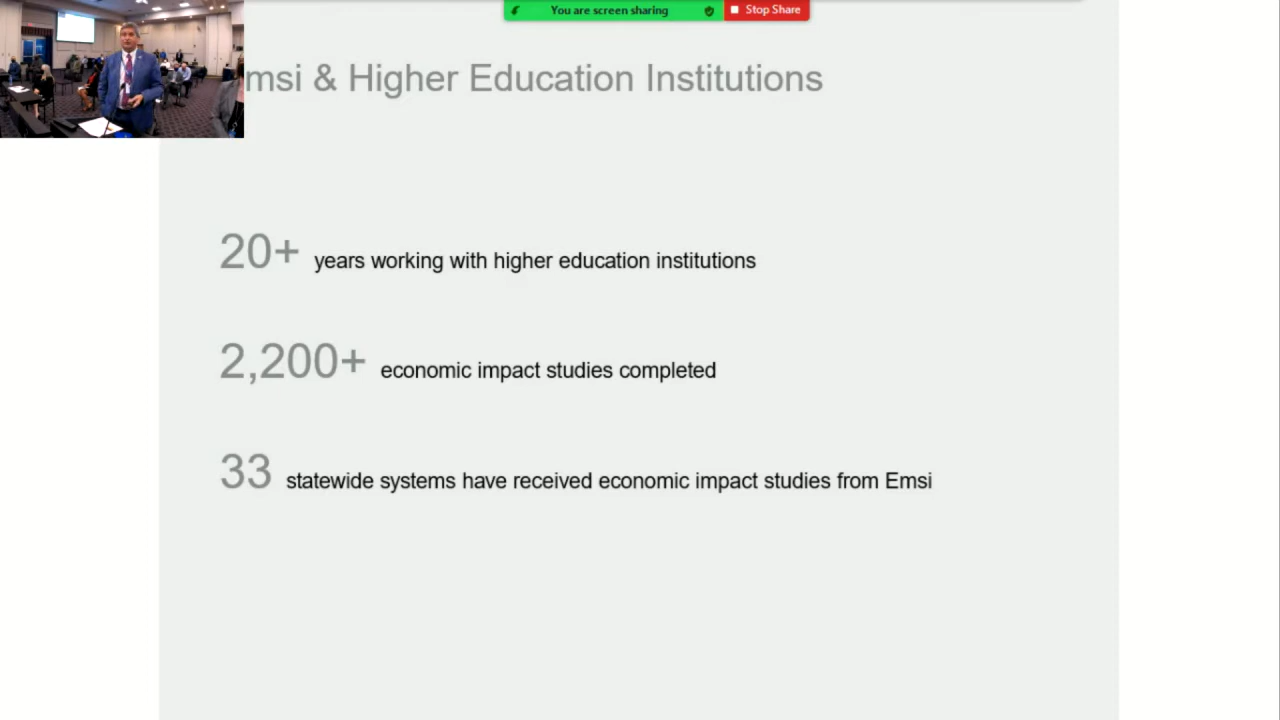 You are screen sharing
Stop Share
msi & Higher Education Institutions
20+ years working with higher education institutions
2,200+ economic impact studies completed
33 statewide systems have received economic impact studies from Emsi